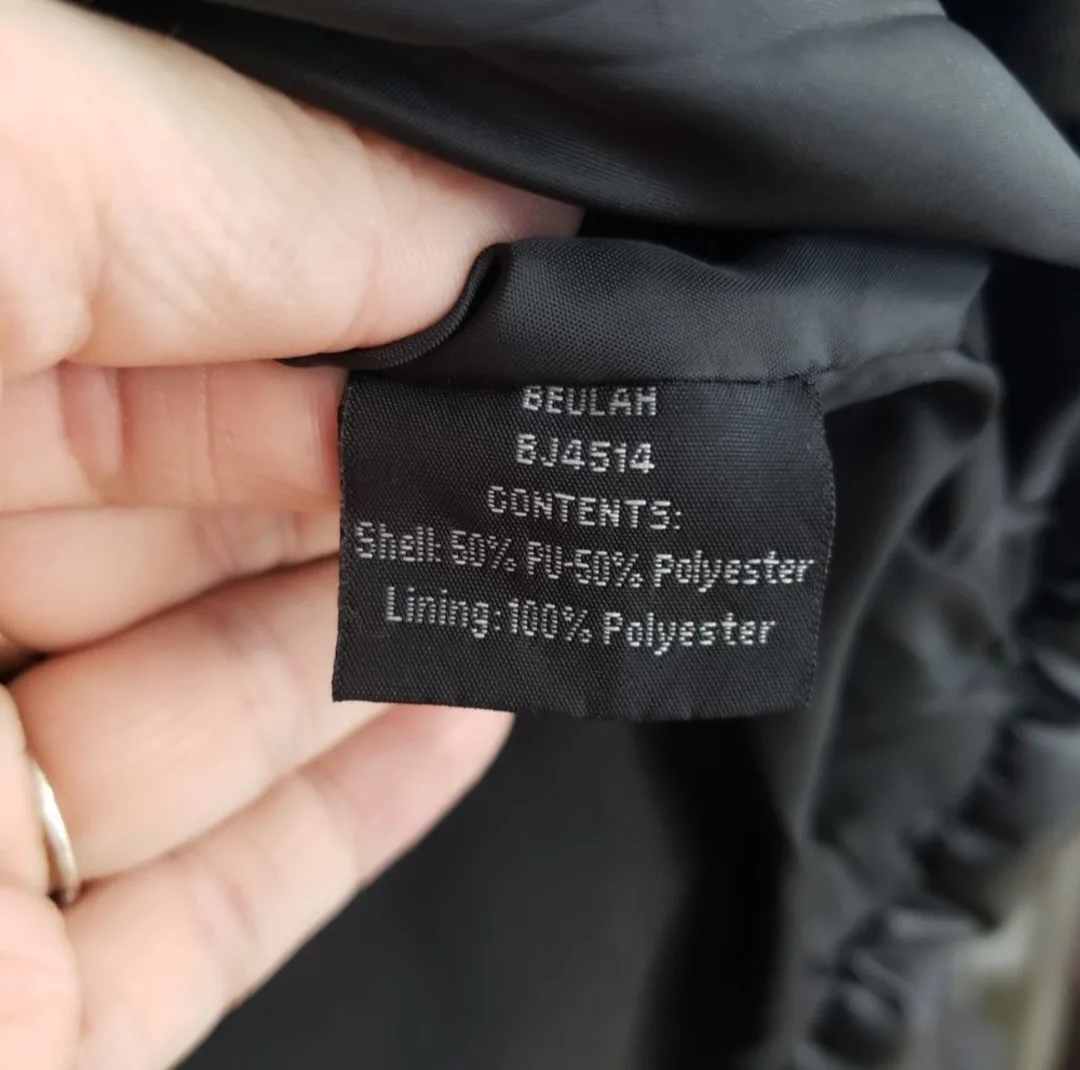 BEULAH
BJ4514
CONTENTS:
Shell: 50% PU-50% Polyester
Lining:100% Polyester